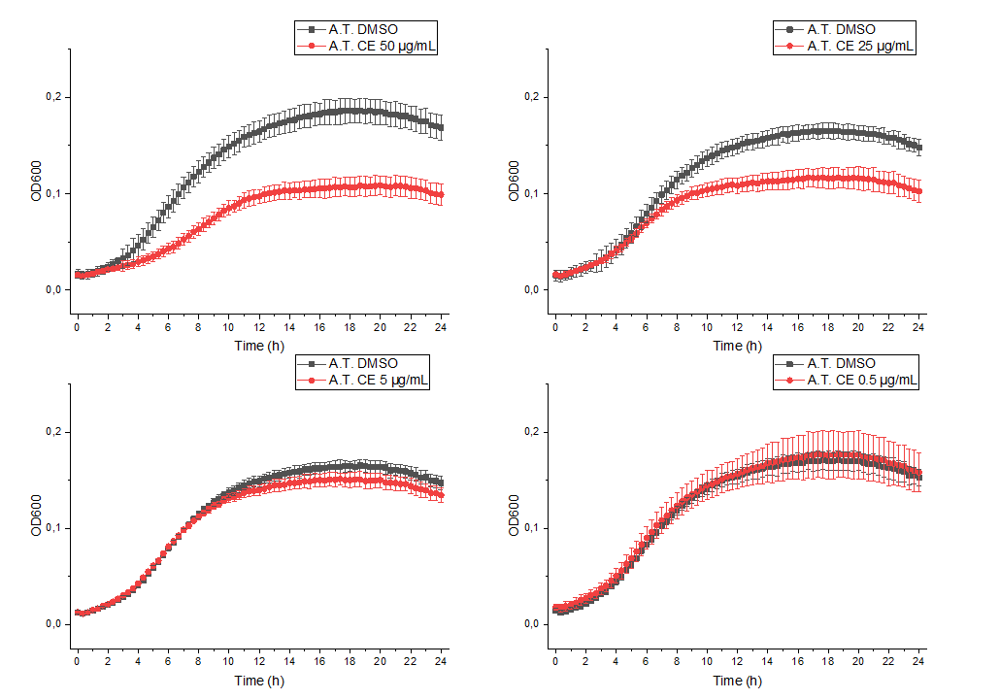 A.T. DMSO
A.T. CE 50 µg/mL
0,2
0,1
0,0
OD600
0 2 4 6 8 10 12 14 16 18 20 22 24
Time (h)
A.T. DMSO
A.T. CE 25 µg/mL
0,2
0,1
0,0
OD600
0 2 4 6 8 10 12 14 16 18 20 22 24
Time (h)
A.T. DMSO
A.T. CE 5 µg/mL
0,2
0,1
0,0
OD600
0 2 4 6 8 10 12 14 16 18 20 22 24
Time (h)
A.T. DMSO
A.T. CE 0.5 µg/mL
0,2
0,1
0,0
OD600
0 2 4 6 8 10 12 14 16 18 20 22 24
Time (h)